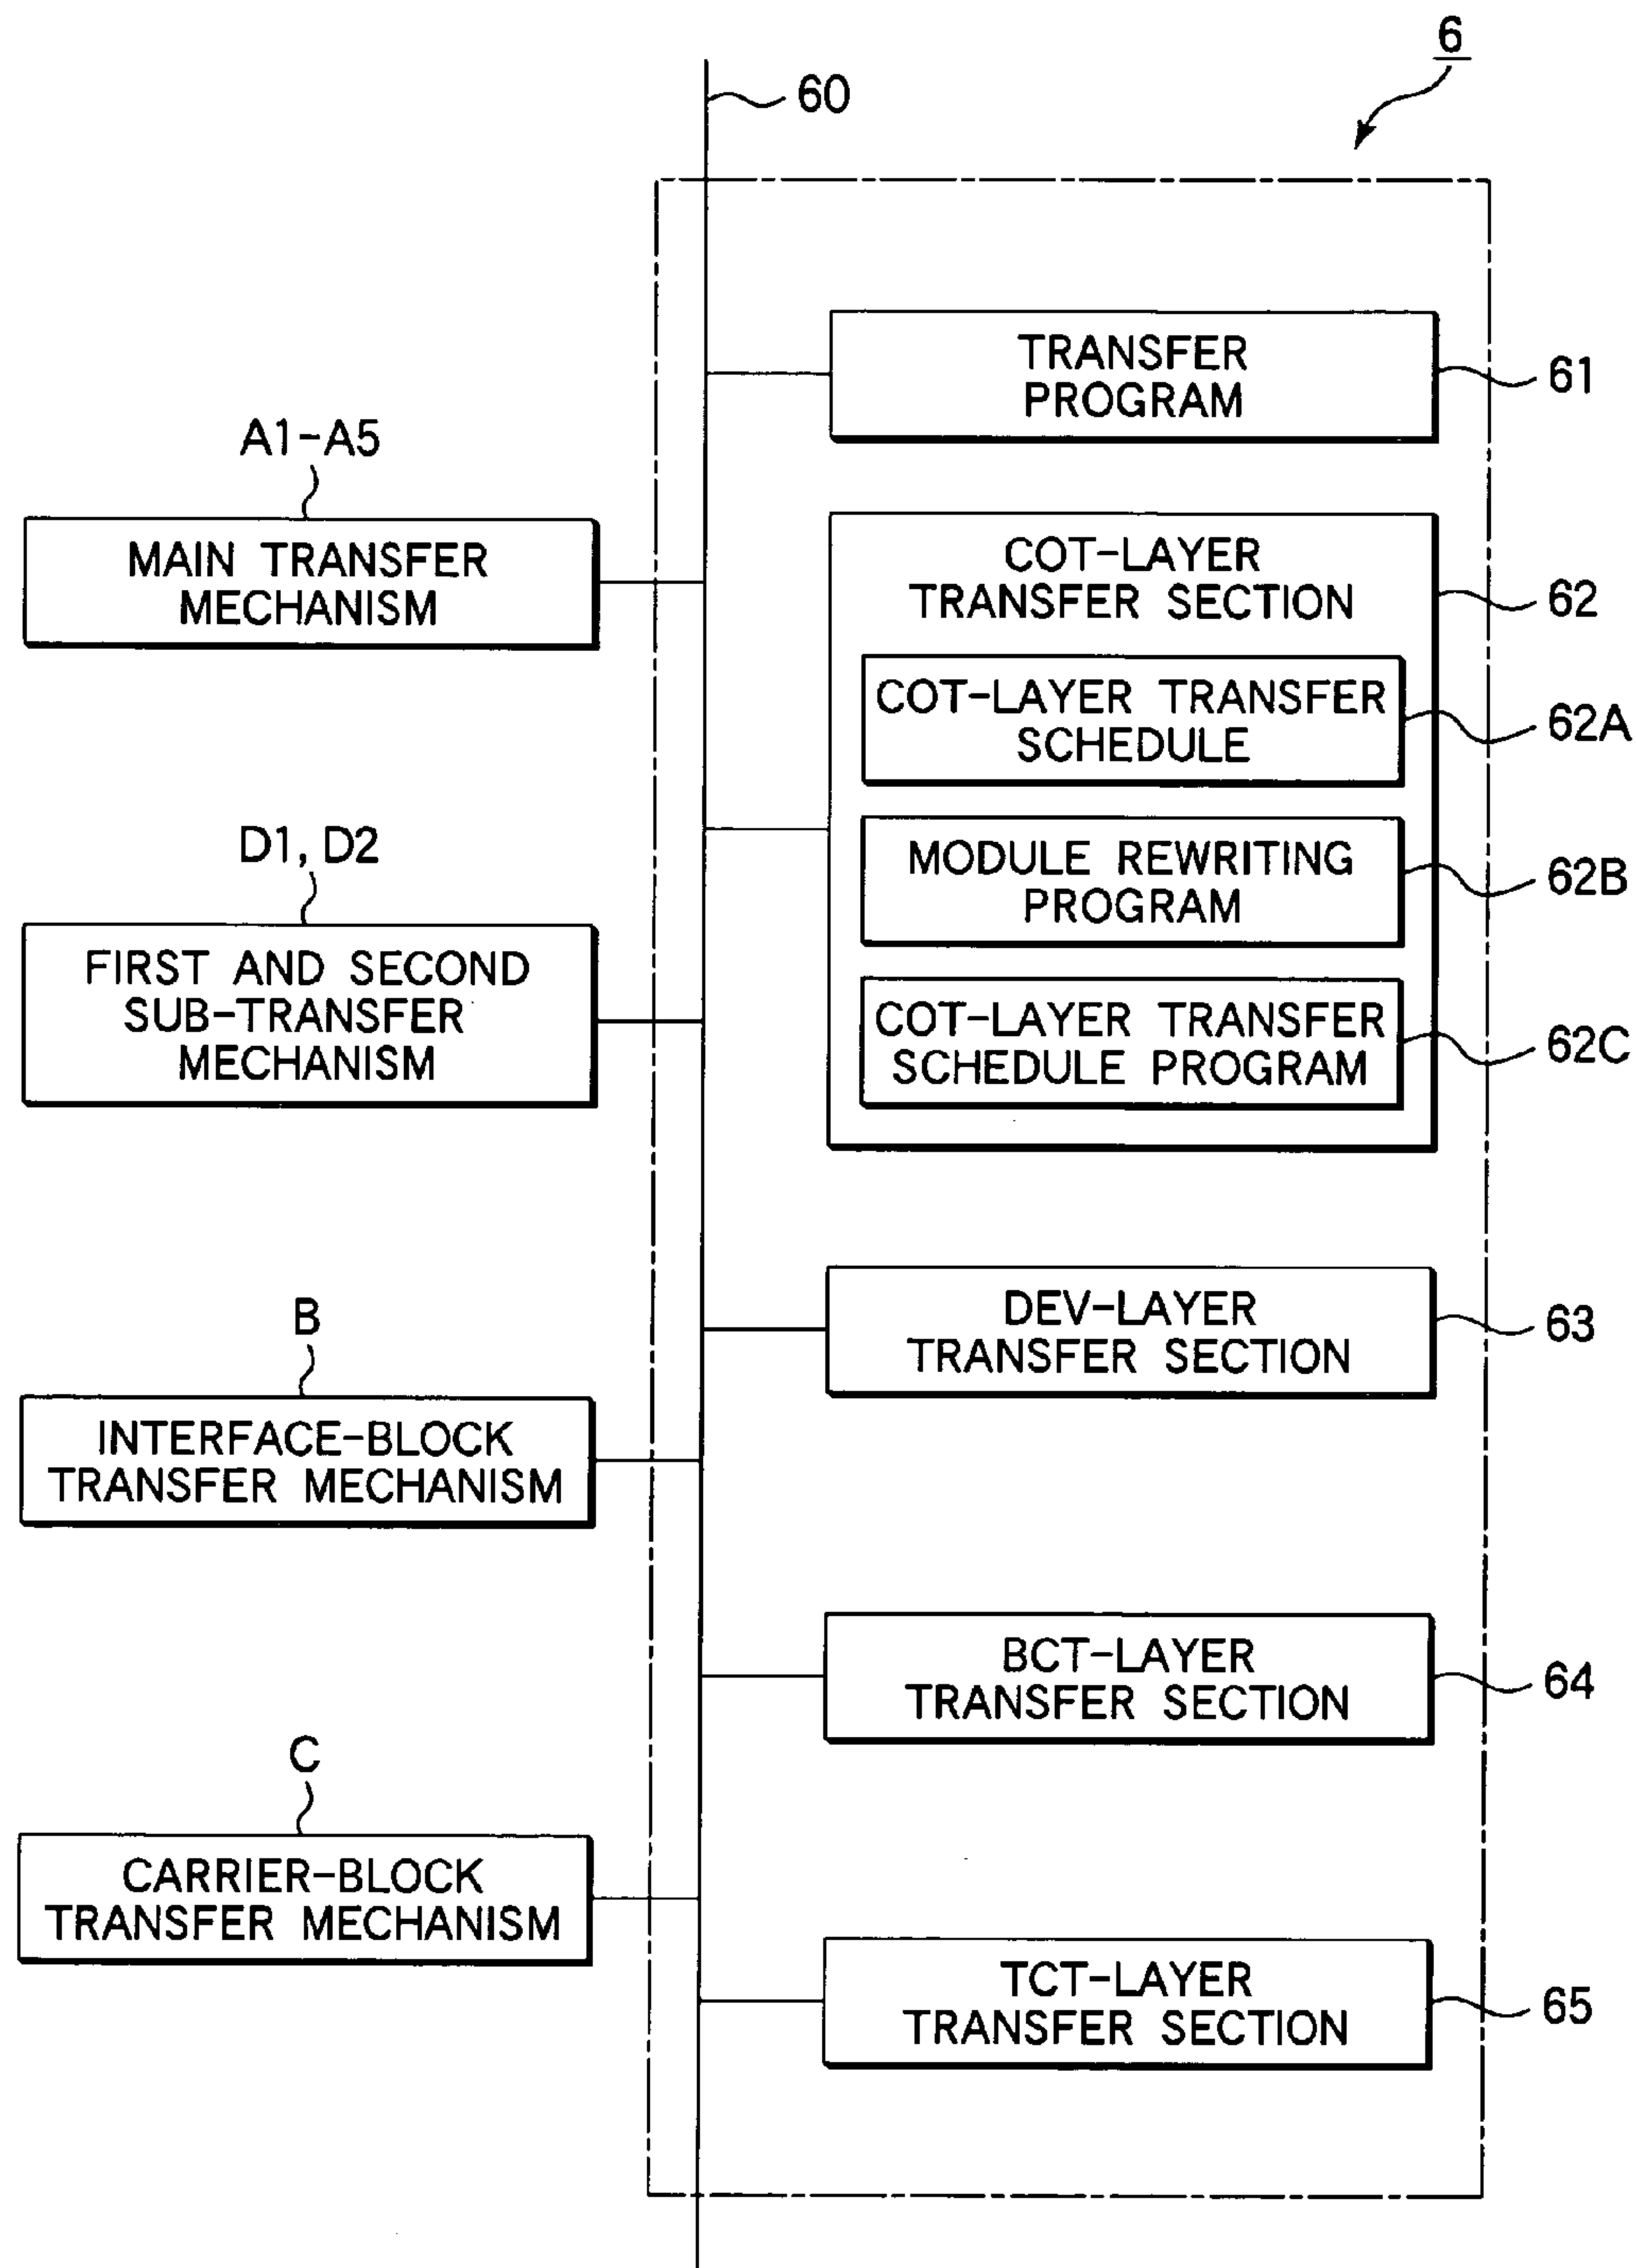 6
60
TRANSFER
PROGRAM
61
A1-A5
MAIN TRANSFER
MECHANISM
COT-LAYER
TRANSFER SECTION
62
COT-LAYER TRANSFER
SCHEDULE
62A
D1, D2
FIRST AND SECOND
SUB-TRANSFER
MECHANISM
MODULE REWRITING
PROGRAM
62B
COT-LAYER TRANSFER
SCHEDULE PROGRAM
62C
B
INTERFACE-BLOCK
TRANSFER MECHANISM
DEV-LAYER
TRANSFER SECTION
63
BCT-LAYER
TRANSFER SECTION
64
C
CARRIER-BLOCK
TRANSFER MECHANISM
TCT-LAYER
TRANSFER SECTION
65